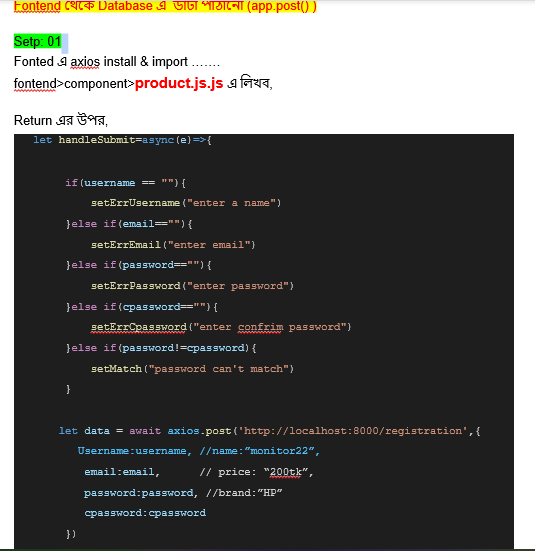 Fontend থেকে Database এ ডাটা পাঠানো (app.post() )
Setp: 01
Fonted এ axios install & import …….
fontend>component>product.js.js এ লিখব,
Return এর উপর,
let handleSubmit=async(e)=>{
if(username == ""){
setErrUsername("enter a name")
}else if(email==""){
setErrEmail("enter email")
}else if(password==""){
setErrPassword("enter password")
}else if(cpassword==""){
setErrCpassword("enter confrim password")
}else if(password!=cpassword){
setMatch("password can't match")
}
let data = await axios.post('http://localhost:8000/registration',{
Username:username, //name:”monitor22”,
email:email, // price: “200tk”,
password:password, //brand:”HP”
cpassword:cpassword
})